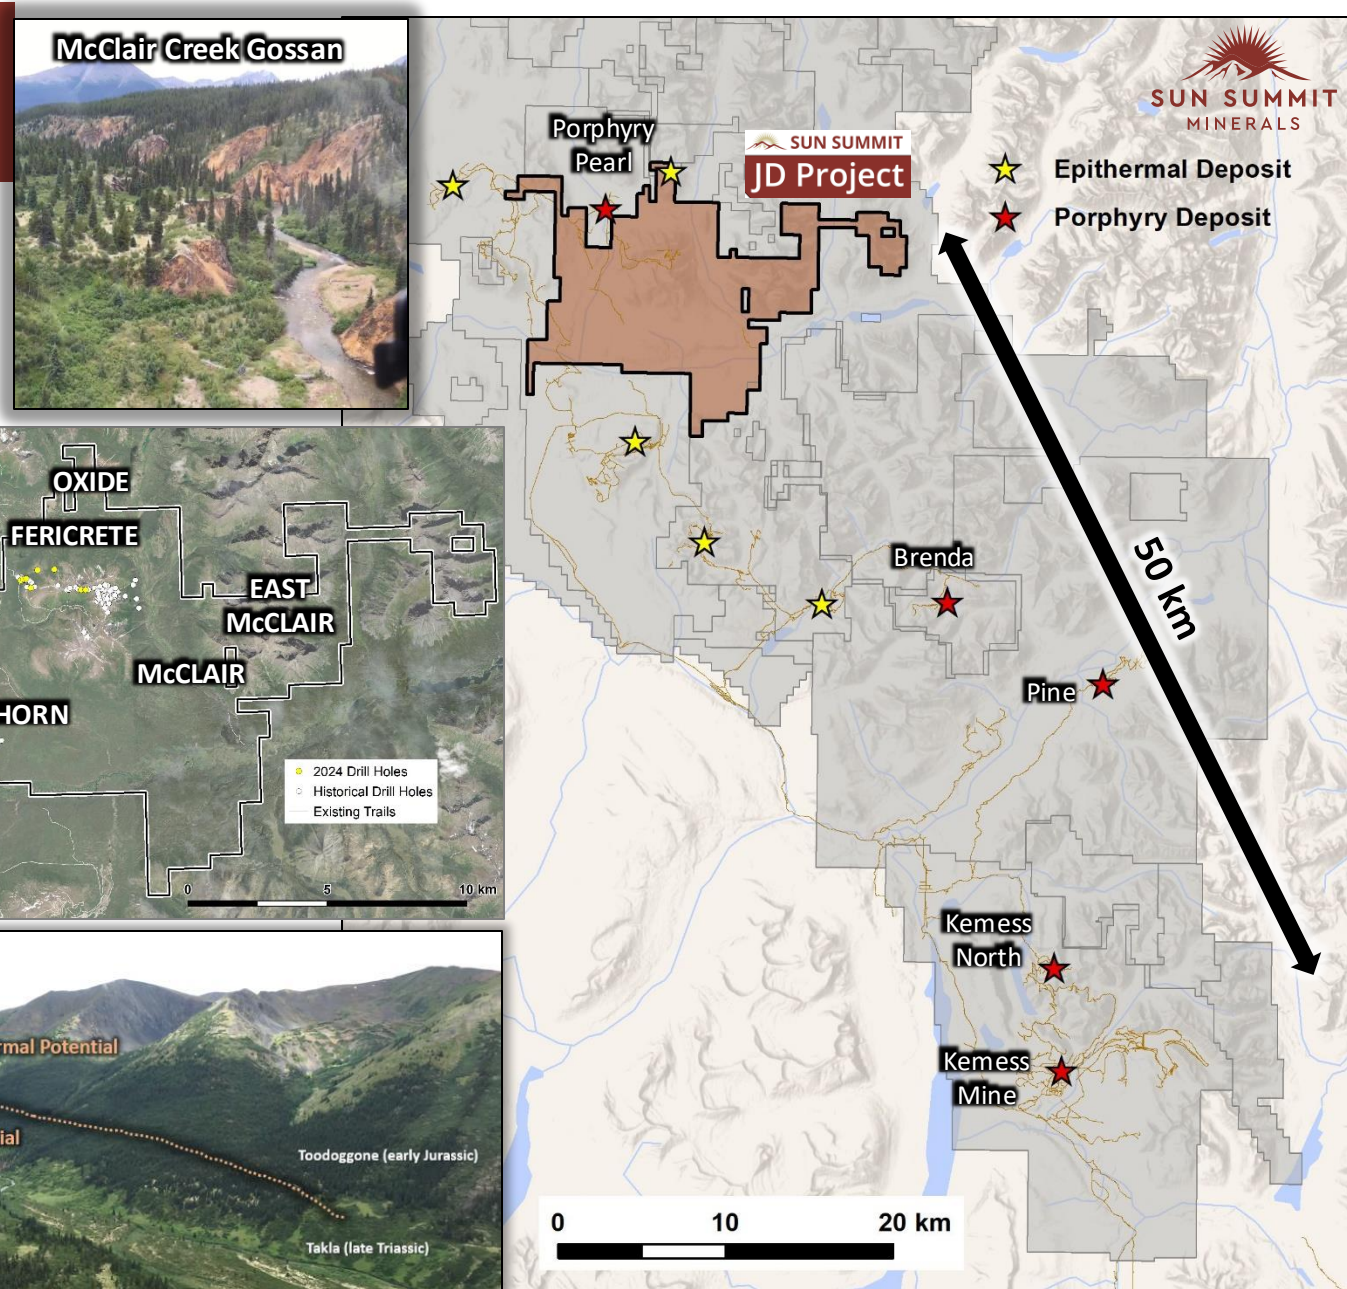 McClair Creek Gossan
SUN SUMMIT
MINERALS
Porphyry
Pearl
SUN SUMMIT
JD Project
Epithermal Deposit
Porphyry Deposit
50 km
Brenda
Pine
Kemess
North
Kemess
Mine
0 10 20 km
OXIDE
FERICRETE
EAST
McCLAIR
McCLAIR
HORN
2024 Drill Holes
Historical Drill Holes
Existing Trails
0 5 10 km
rmal Potential
ial
Toodoggone (early Jurassic)
Takla (late Triassic)